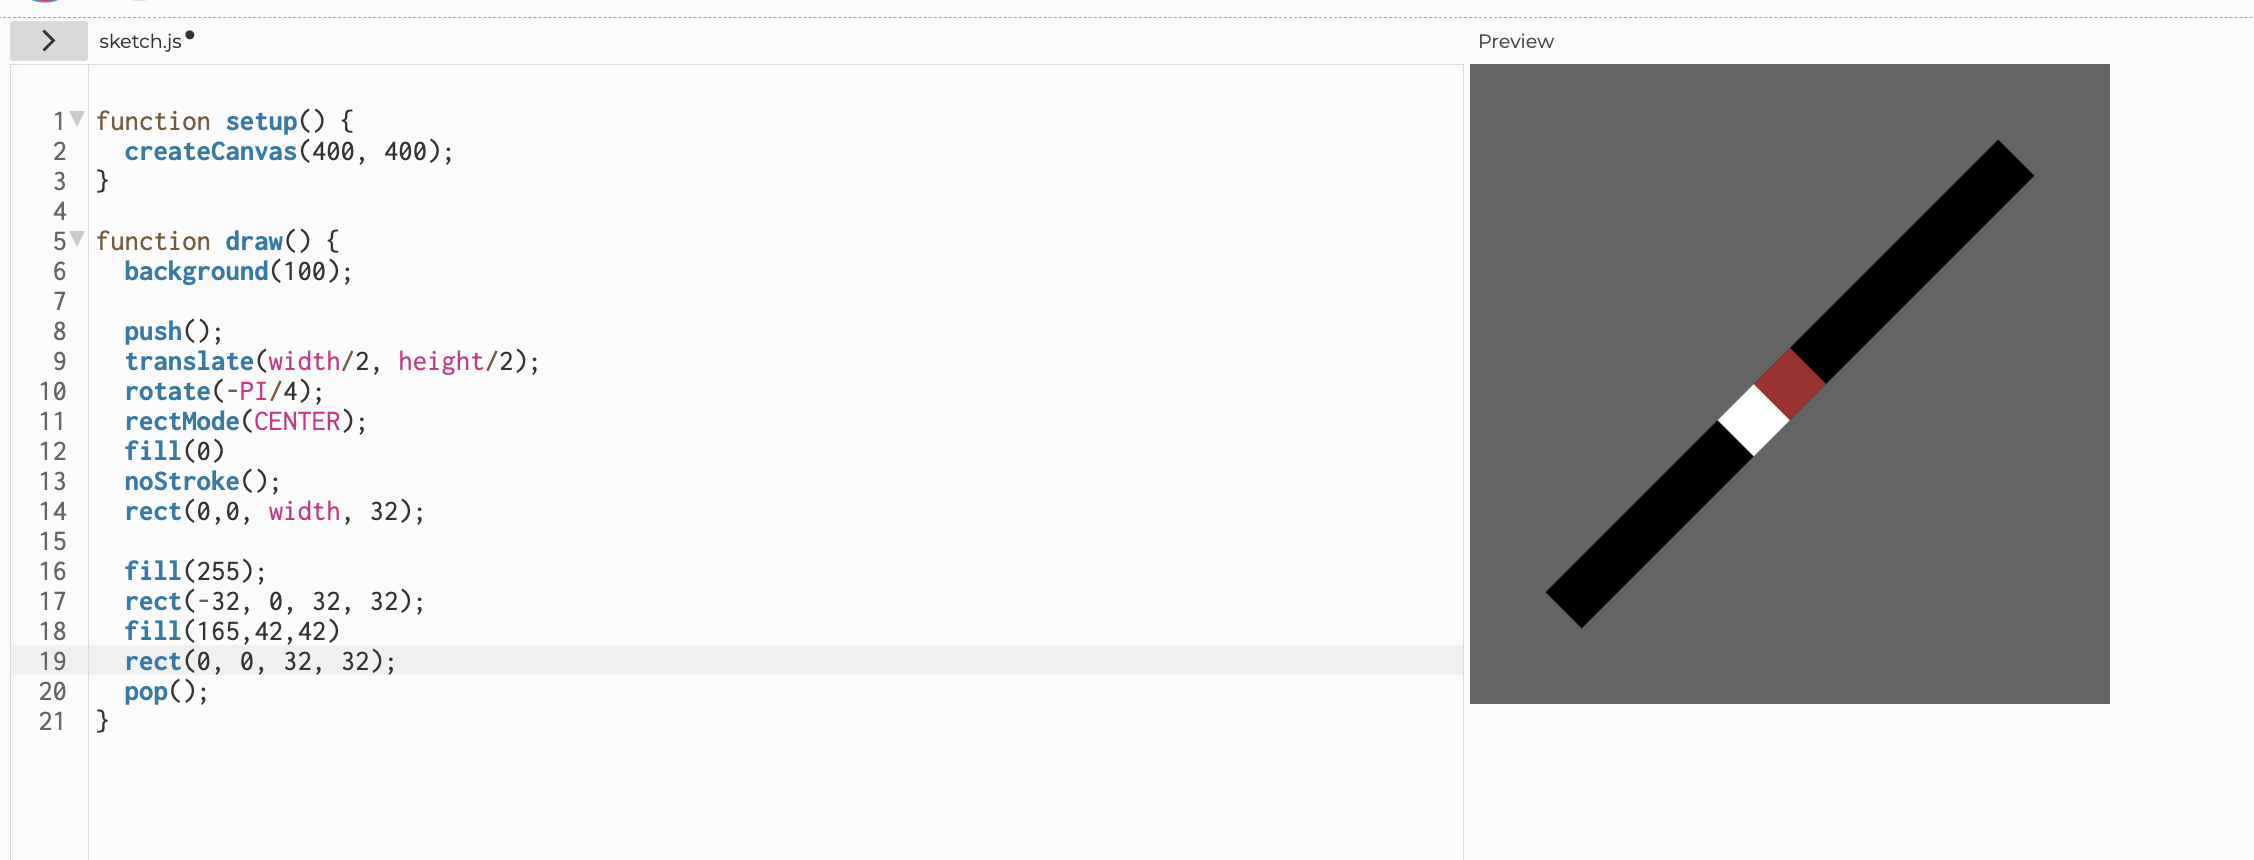 sketch.js
Preview
1 function setup() {
2 createCanvas(400, 400);
3 }
4
5 function draw() {
6 background(100);
7
8 push();
9 translate(width/2, height/2);
10 rotate(-PI/4);
11 rectMode(CENTER);
12 fill(0)
13 noStroke();
14 rect(0,0, width, 32);
15
16 fill(255);
17 rect(-32, 0, 32, 32);
18 fill(165,42,42)
19 rect(0, 0, 32, 32);
20 pop();
21 }